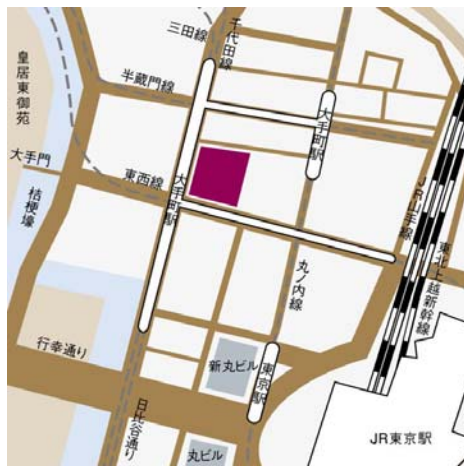 三田線
千代田線
皇居東御苑
半蔵門線
大手町駅
大手門
東西線
大手町駅
JR山手線
桔梗壕
東北上越新幹線
丸ノ内線
行幸通り
新丸ビル
東京駅
日比谷通り
丸ビル
JR東京駅